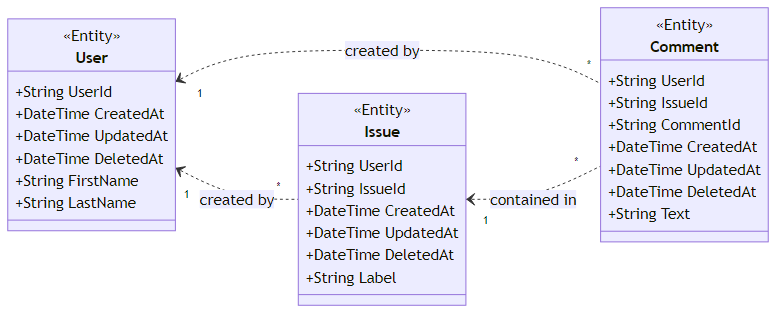 «Entity»
User
+String UserId
+DateTime CreatedAt
+DateTime UpdatedAt
+DateTime DeletedAt
+String FirstName
+String LastName
created by
1
*
«Entity»
Issue
+String UserId
+String IssueId
+DateTime CreatedAt
+DateTime UpdatedAt
+DateTime DeletedAt
+String Label
created by
1
*
«Entity»
Comment
+String UserId
+String IssueId
+String CommentId
+DateTime CreatedAt
+DateTime UpdatedAt
+DateTime DeletedAt
+String Text
contained in
1
*